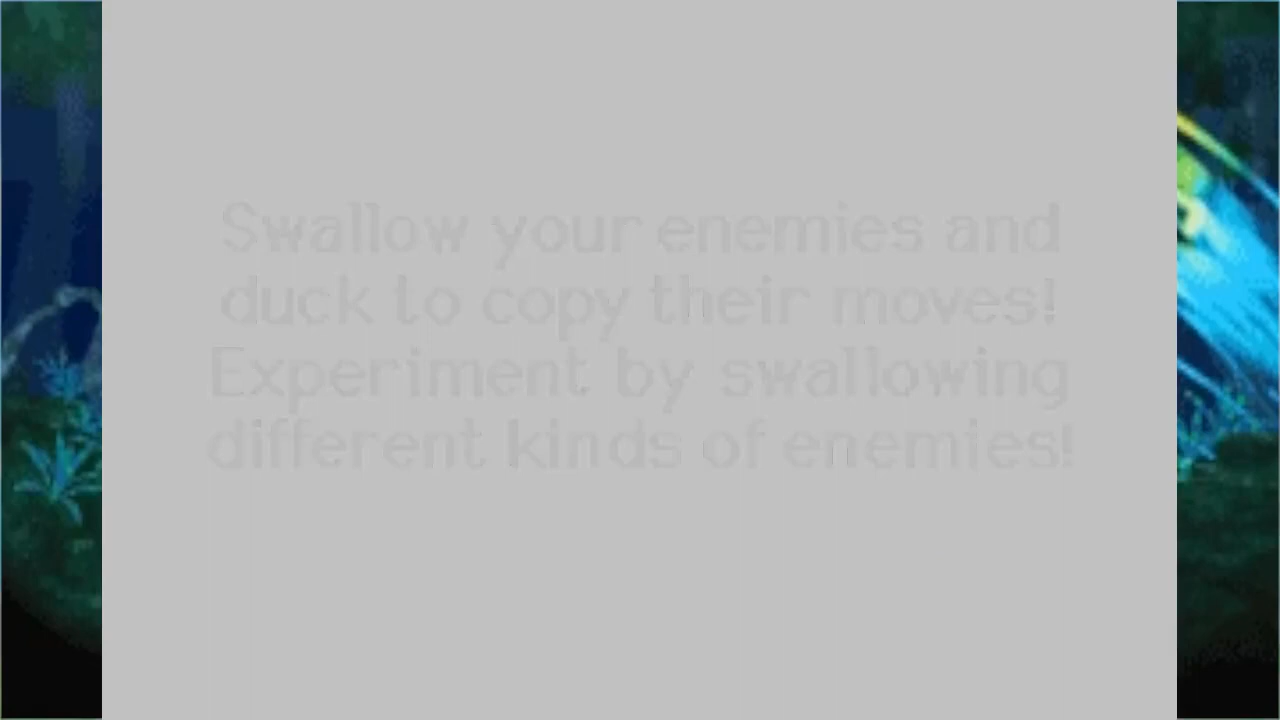 Swallow your enemies and
duck to copy their moves!
Experiment by swallowing
different kinds of enemies!